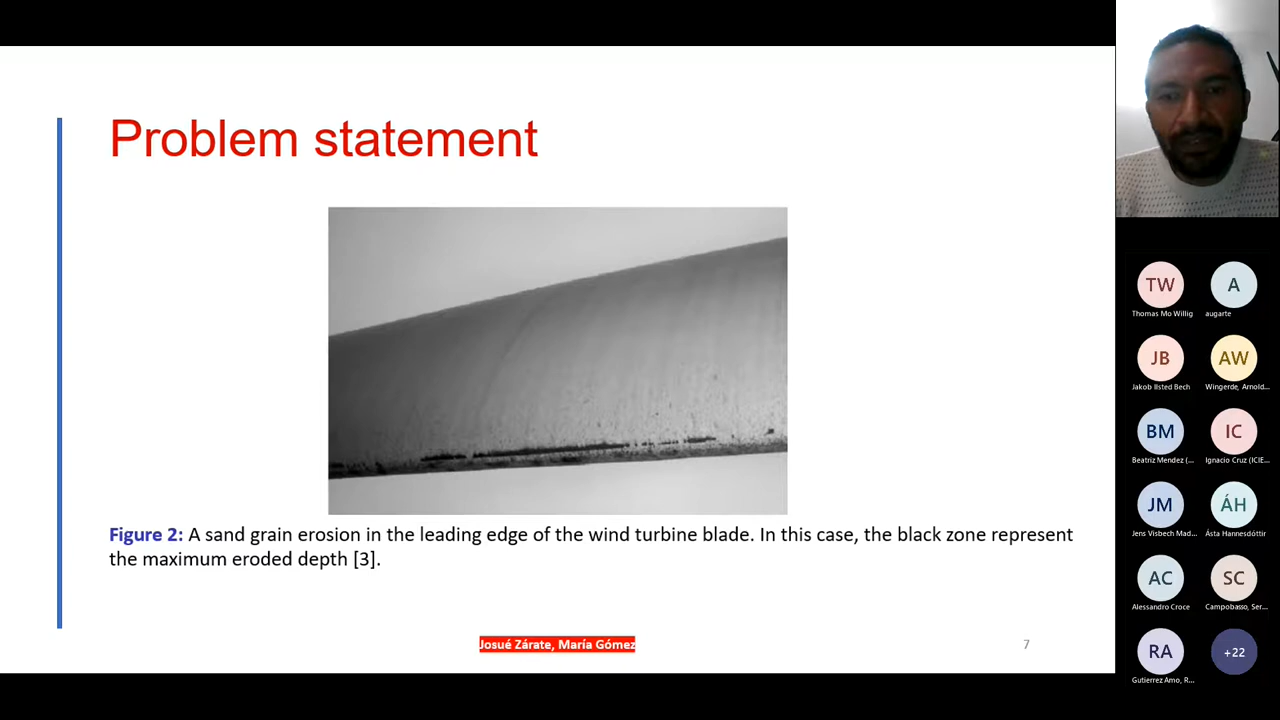 Problem statement
Figure 2: A sand grain erosion in the leading edge of the wind turbine blade. In this case, the black zone represent
the maximum eroded depth [3].
Josué Zárate, María Gómez
7
TW
Thomas Mo Willig
A
augarte
JB
Jakob Ilsted Bech
AW
Wingerde, Arnold...
BM
Beatriz Mendez (...
IC
Ignacio Cruz (ICIE...
JM
Jens Visbech Mad...
ÁH
Ásta Hannesdóttir
AC
Alessandro Croce
SC
Campobasso, Ser...
RA
Gutierrez Amo, R...
+22